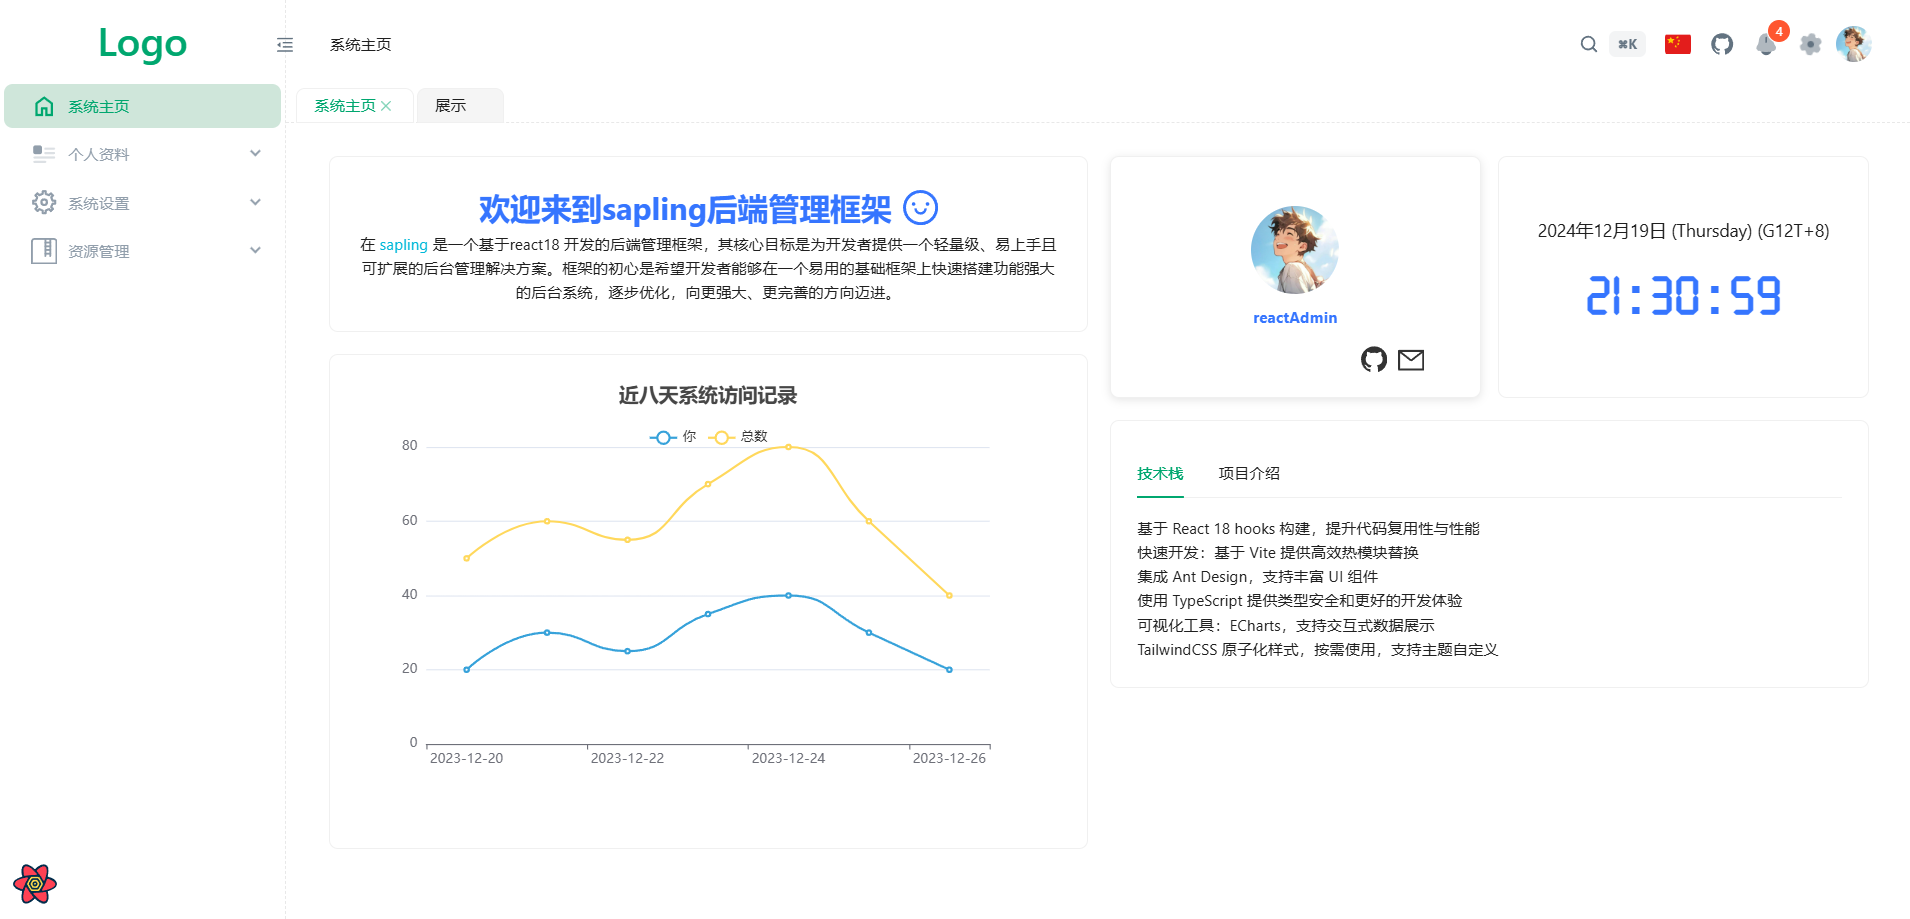 Logo
系统主页
⌘K
4
系统主页
个人资料
系统设置
资源管理
系统主页
展示
欢迎来到sapling后端管理框架
在 sapling 是一个基于react18 开发的后端管理框架，其核心目标是为开发者提供一个轻量级、易上手且
可扩展的后台管理解决方案。框架的初心是希望开发者能够在一个易用的基础框架上快速搭建功能强大
的后台系统，逐步优化，向更强大、更完善的方向迈进。
reactAdmin
2024年12月19日 (Thursday) (G12T+8)
21:30:59
近八天系统访问记录
你
总数
80
60
40
20
0
2023-12-20
2023-12-22
2023-12-24
2023-12-26
技术栈
项目介绍
基于 React 18 hooks 构建，提升代码复用性与性能
快速开发：基于 Vite 提供高效热模块替换
集成 Ant Design，支持丰富 UI 组件
使用 TypeScript 提供类型安全和更好的开发体验
可视化工具：ECharts，支持交互式数据展示
TailwindCSS 原子化样式，按需使用，支持主题自定义